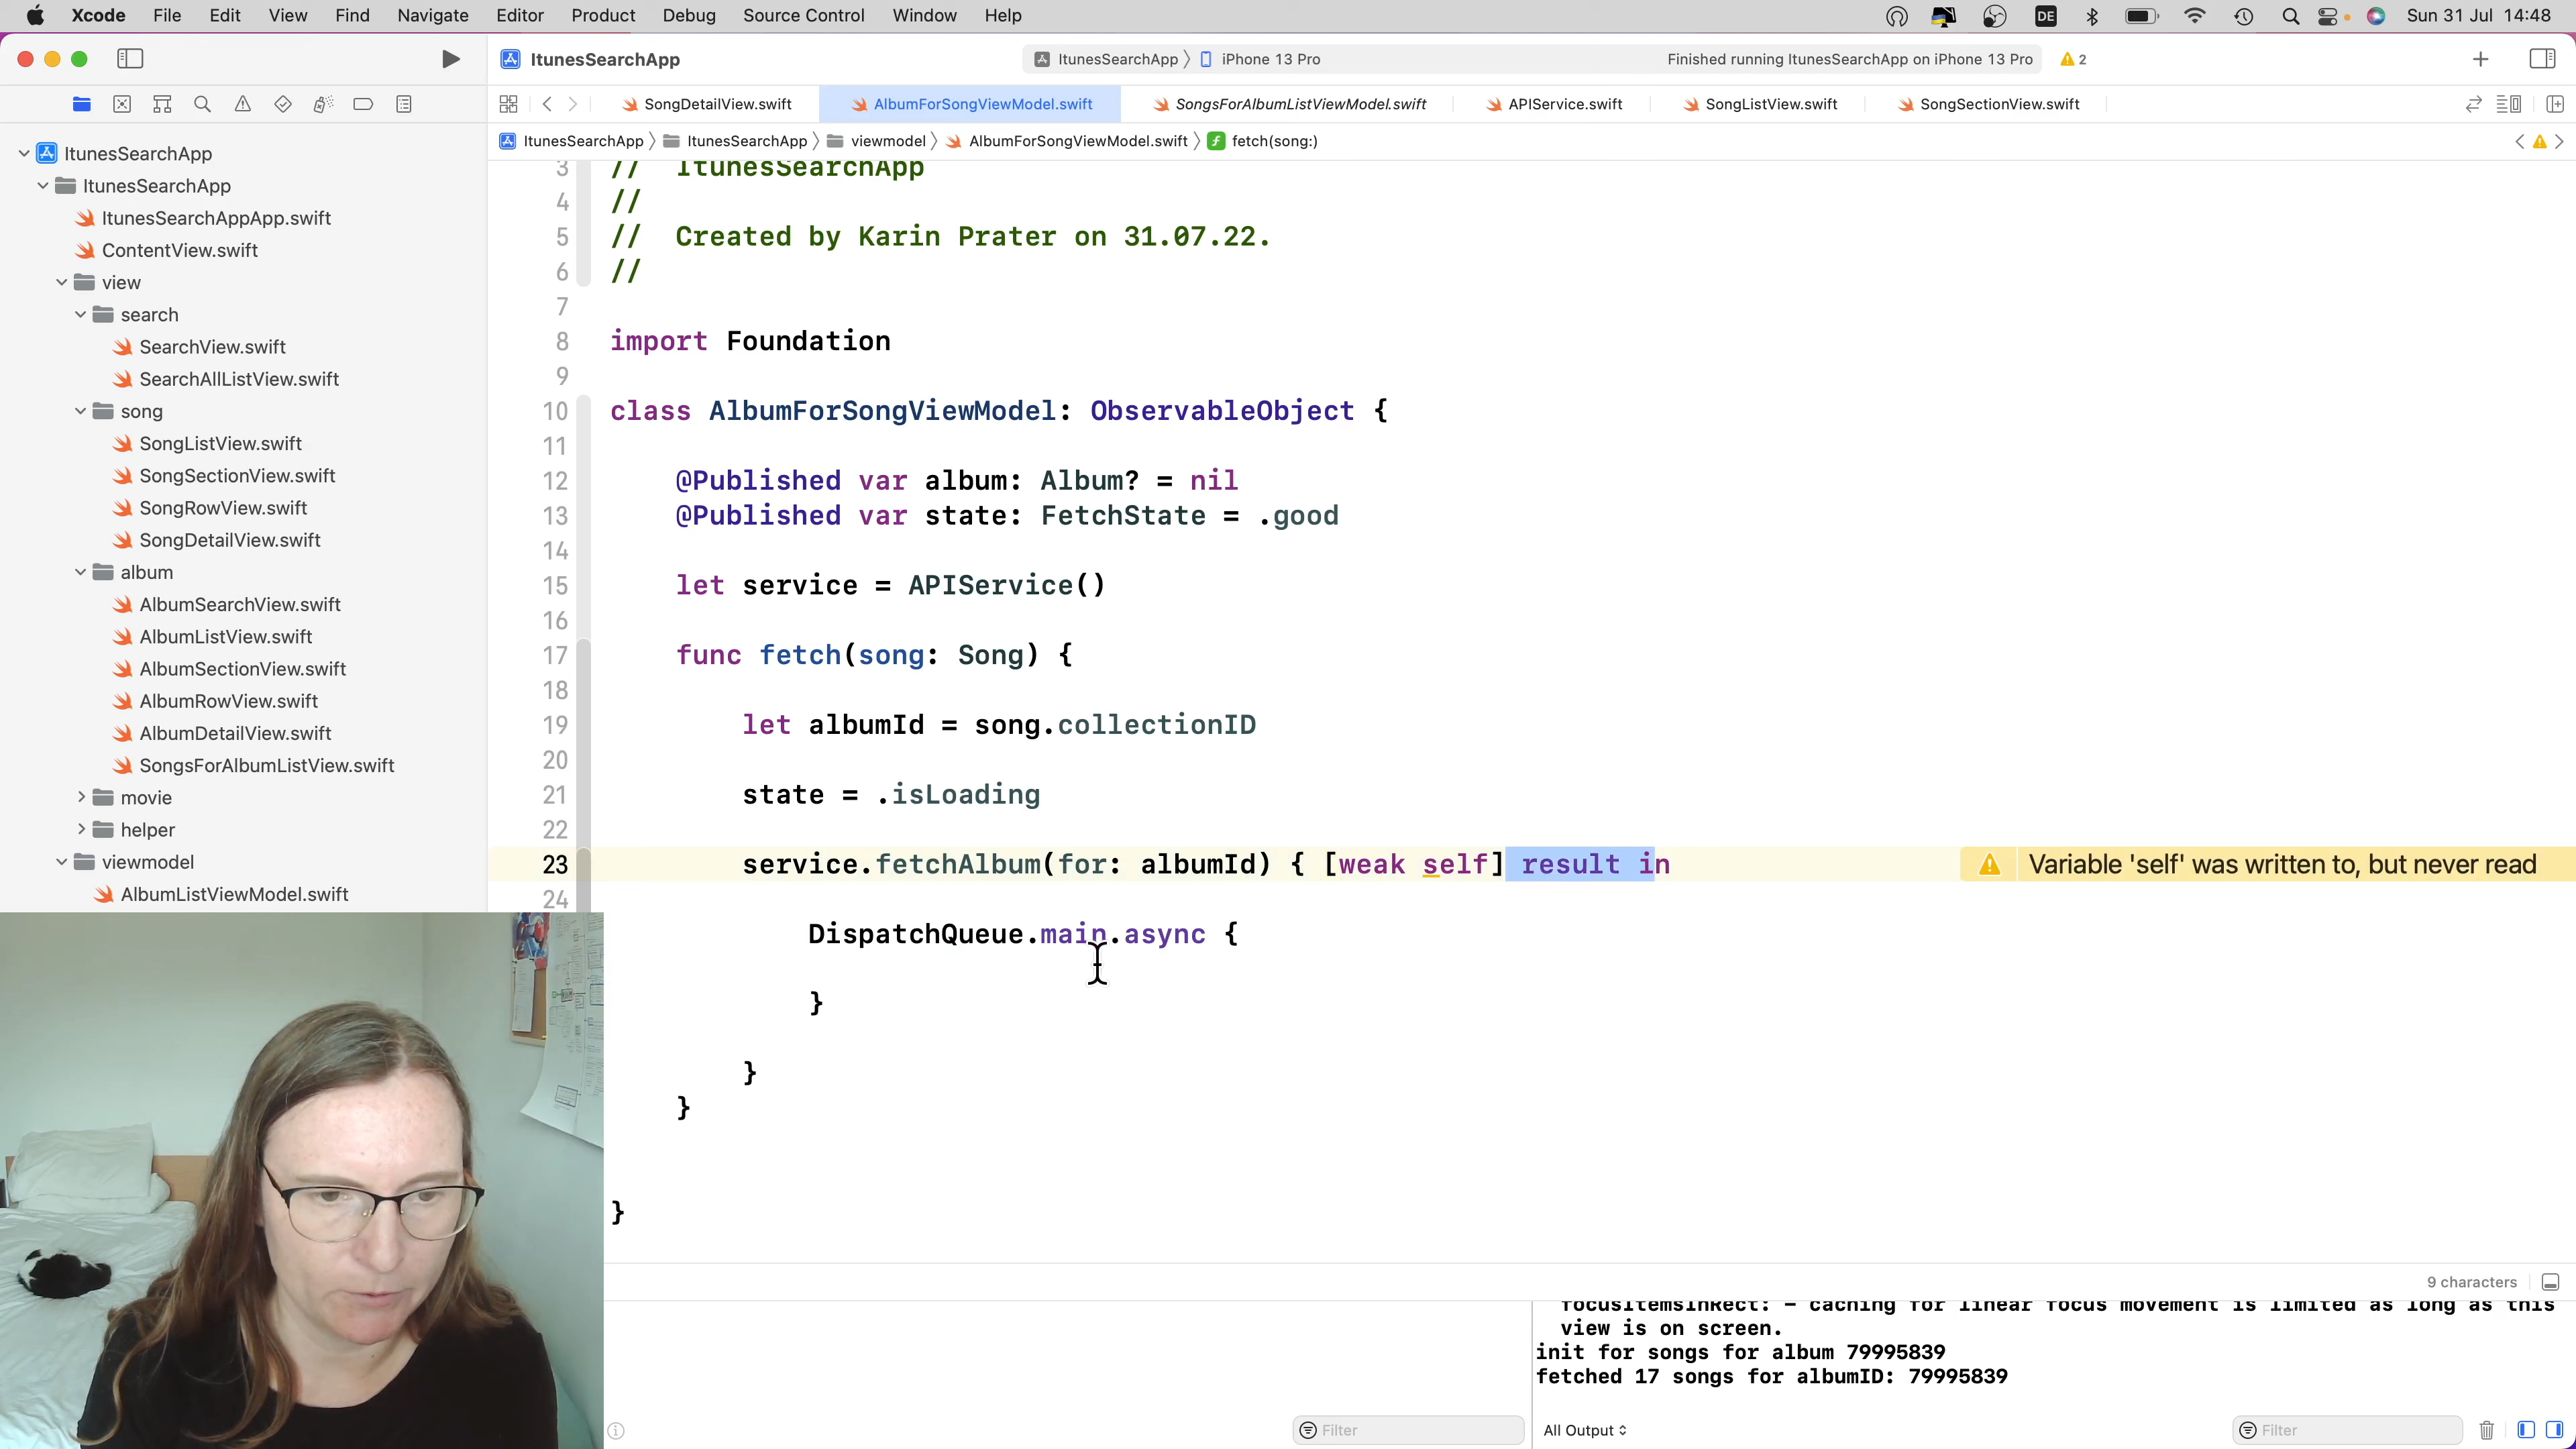 Xcode File Edit View Find Navigate Editor Product Debug Source Control Window Help DE Sun 31 Jul 14:48
ItunesSearchApp ItunesSearchApp iPhone 13 Pro Finished running ItunesSearchApp on iPhone 13 Pro 2
SongDetailView.swift AlbumForSongViewModel.swift SongsForAlbumListViewModel.swift APIService.swift SongListView.swift SongSectionView.swift
ItunesSearchApp ItunesSearchApp viewmodel AlbumForSongViewModel.swift fetch(song:)
ItunesSearchApp
ItunesSearchApp
ItunesSearchAppApp.swift
ContentView.swift
view
search
SearchView.swift
SearchAllListView.swift
song
SongListView.swift
SongSectionView.swift
SongRowView.swift
SongDetailView.swift
album
AlbumSearchView.swift
AlbumListView.swift
AlbumSectionView.swift
AlbumRowView.swift
AlbumDetailView.swift
SongsForAlbumListView.swift
movie
helper
viewmodel
AlbumListViewModel.swift
3 // ItunesSearchApp
4 //
5 // Created by Karin Prater on 31.07.22.
6 //
7
8 import Foundation
9
10 class AlbumForSongViewModel: ObservableObject {
11
12 @Published var album: Album? = nil
13 @Published var state: FetchState = .good
14
15 let service = APIService()
16
17 func fetch(song: Song) {
18
19 let albumId = song.collectionID
20
21 state = .isLoading
22
23 service.fetchAlbum(for: albumId) { [weak self] result in
Variable 'self' was written to, but never read
24
DispatchQueue.main.async {
}
}
}
}
9 characters
focusItemsInRect: - caching for linear focus movement is limited as long as this
view is on screen.
init for songs for album 79995839
fetched 17 songs for albumID: 79995839
Filter
All Output
Filter